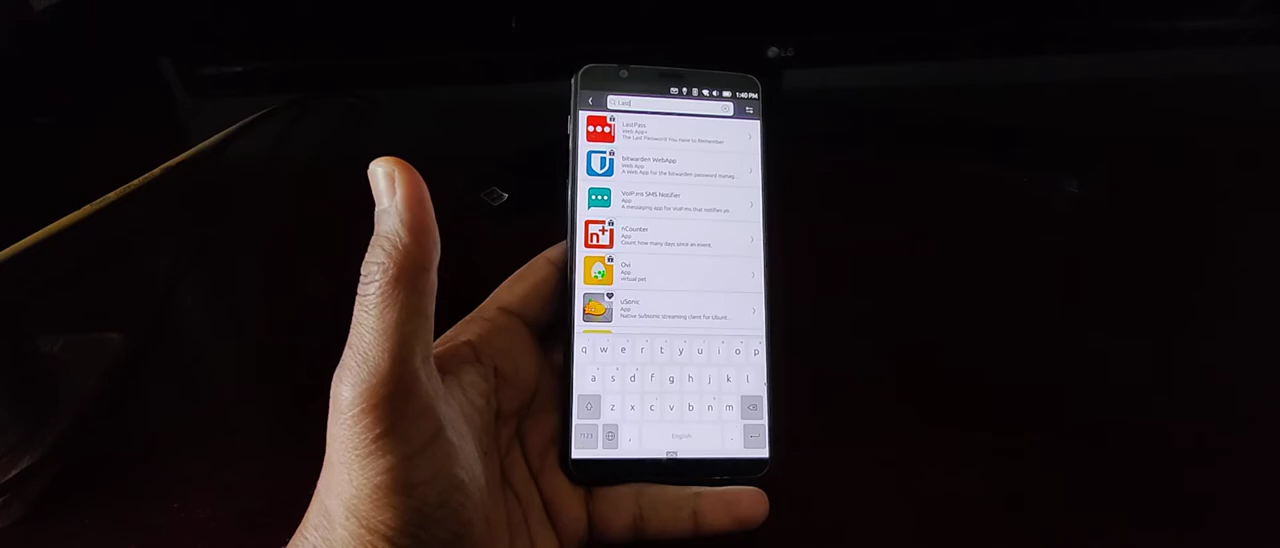 LG
1:40 PM
Last
LastPass
Web App+
The Last Password You Have to Remember
bitwarden WebApp
Web App
A Web App for the bitwarden password manag...
VoIP.ms SMS Notifier
App
A messaging app for VoIP.ms that notifies yo...
n+
nCounter
App
Count how many days since an event.
Ovi
App
virtual pet
uSonic
App
Native Subsonic streaming client for Ubunt...
q w e r t y u i o p
a s d f g h j k l
z x c v b n m
?123 , English .